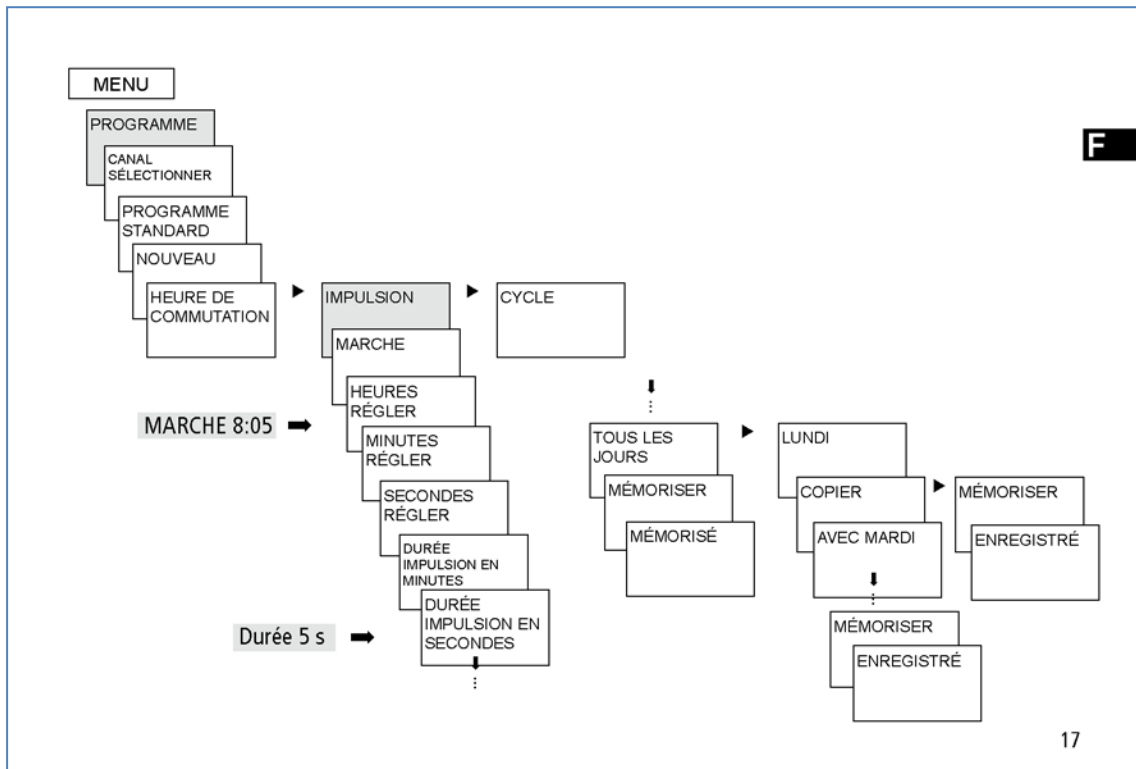 MENU
PROGRAMME
F
CANAL
SÉLECTIONNER
PROGRAMME
STANDARD
NOUVEAU
HEURE DE
COMMUTATION
IMPULSION
CYCLE
MARCHE
HEURES
RÉGLER
MARCHE 8:05
MINUTES
RÉGLER
SECONDES
RÉGLER
DURÉE
IMPULSION EN
MINUTES
Durée 5 s
DURÉE
IMPULSION EN
SECONDES
TOUS LES
JOURS
MÉMORISER
MÉMORISÉ
LUNDI
COPIER
AVEC MARDI
MÉMORISER
ENREGISTRÉ
MÉMORISER
ENREGISTRÉ
17